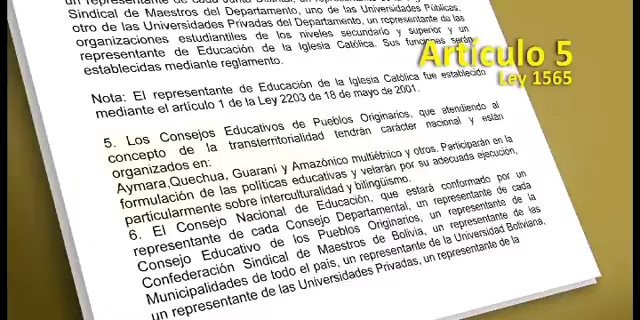 Sindical de Maestros del Departamento, uno de las Universidades Públicas,
otro de las Universidades Privadas del Departamento, un representante de las
organizaciones estudiantiles de los niveles secundario y superior y un
representante de Educación de la Iglesia Católica. Sus funciones serán
establecidas mediante reglamento.
Artículo 5
Ley 1565
Nota: El representante de Educación de la Iglesia Católica fue establecido
mediante el artículo 1 de la Ley 2203 de 18 de mayo de 2001.
5. Los Consejos Educativos de Pueblos Originarios, que atendiendo al
concepto de la transterritorialidad tendrán carácter nacional y están
organizados en:
Aymara,Quechua, Guaraní y Amazónico multiétnico y otros. Participarán en la
formulación de las políticas educativas y velarán por su adecuada ejecución,
particularmente sobre interculturalidad y bilingüismo.
6. El Consejo Nacional de Educación, que estará conformado por un
representante de cada Consejo Departamental, un representante de cada
Consejo Educativo de los Pueblos Originarios, un representante de la
Confederación Sindical de Maestros de Bolivia, un representante de las
Municipalidades de todo el país, un representante de la Universidad Boliviana,
un representante de las Universidades Privadas, un representante de la